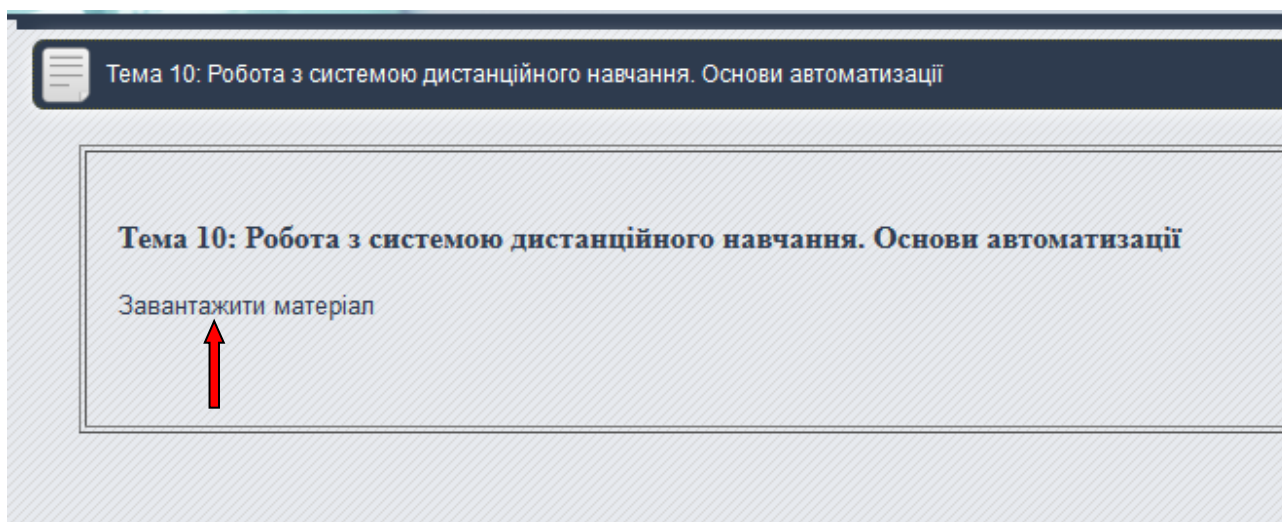 Тема 10: Робота з системою дистанційного навчання. Основи автоматизації
Тема 10: Робота з системою дистанційного навчання. Основи автоматизації
Завантажити матеріал